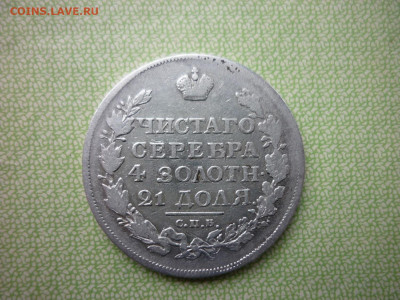 COINS.LAVE.RU
ЧИСТАГО
СЕРЕБРА
4 ЗОЛОТН.
21 ДОЛЯ.
С.П.Б.